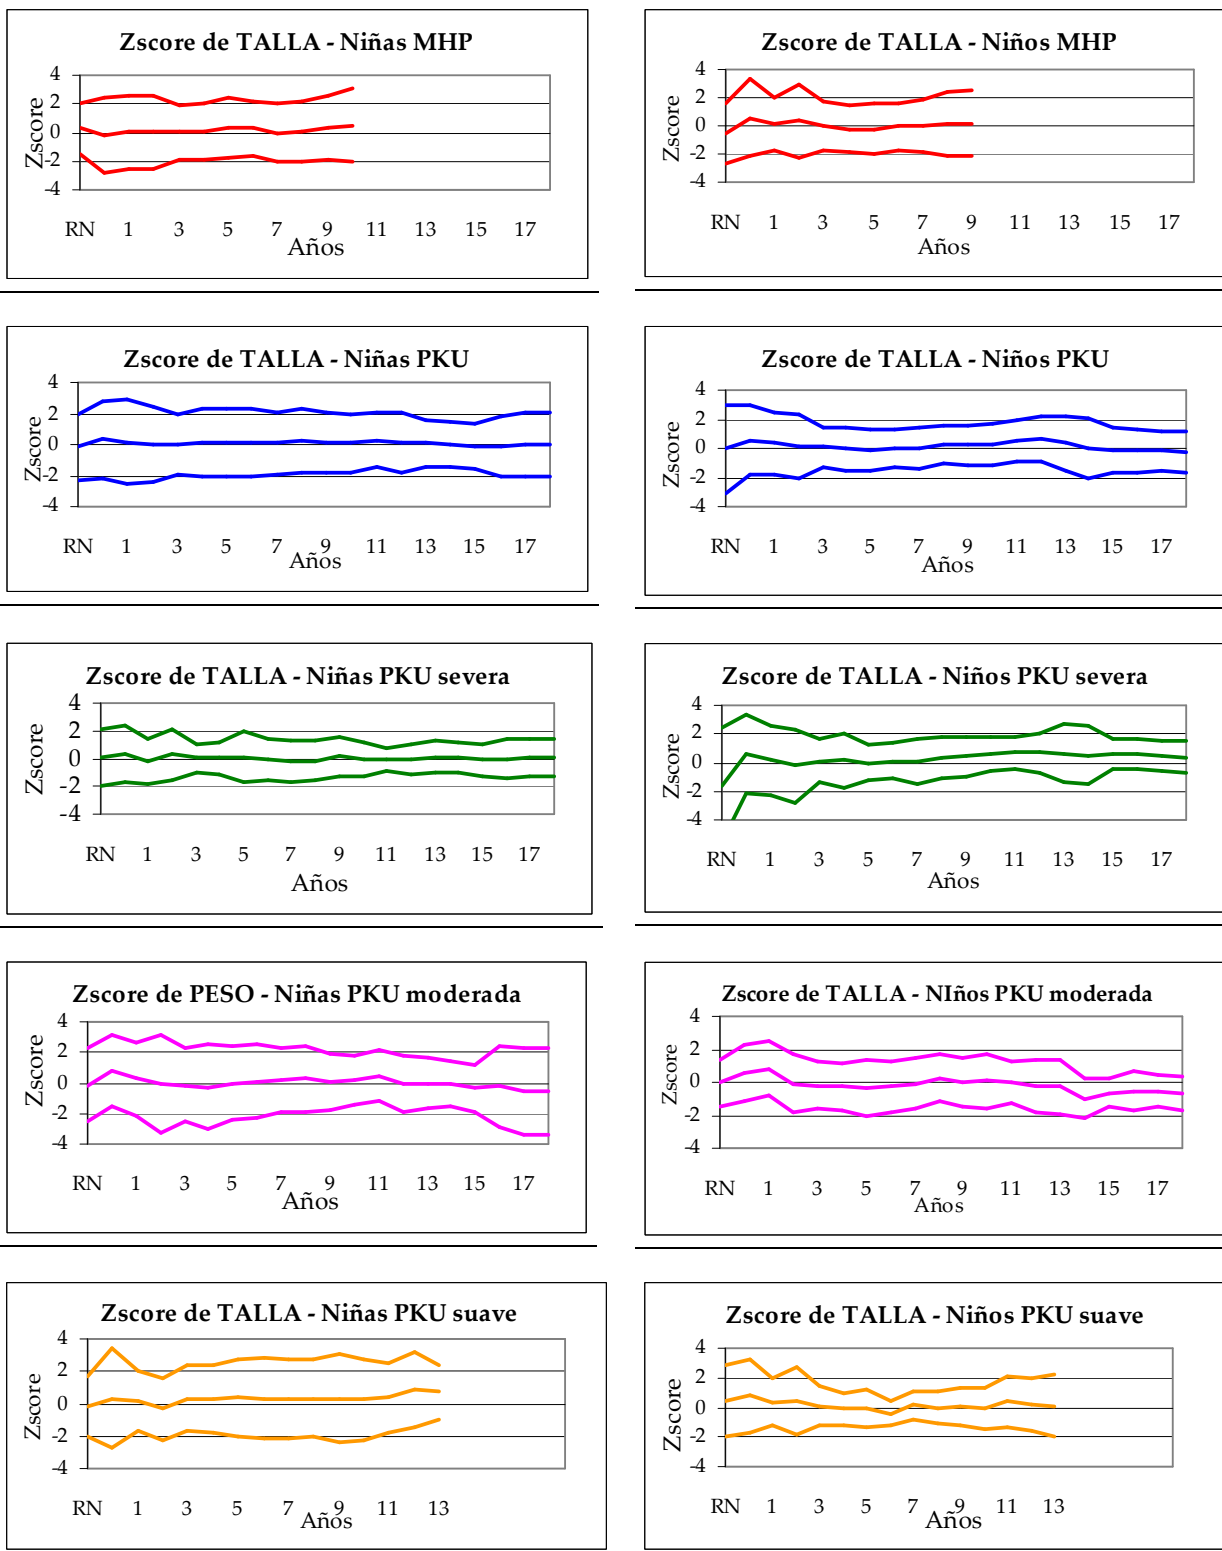 Zscore de TALLA - Niñas MHP
4
2
0
-2
-4
Zscore
RN 1 3 5 7 9 11 13 15 17
Años
Zscore de TALLA - Niños MHP
4
2
0
-2
-4
Zscore
RN 1 3 5 7 9 11 13 15 17
Años
Zscore de TALLA - Niñas PKU
4
2
0
-2
-4
Zscore
RN 1 3 5 7 9 11 13 15 17
Años
Zscore de TALLA - Niños PKU
4
2
0
-2
-4
Zscore
RN 1 3 5 7 9 11 13 15 17
Años
Zscore de TALLA - Niñas PKU severa
4
2
0
-2
-4
Zscore
RN 1 3 5 7 9 11 13 15 17
Años
Zscore de TALLA - Niños PKU severa
4
2
0
-2
-4
Zscore
RN 1 3 5 7 9 11 13 15 17
Años
Zscore de PESO - Niñas PKU moderada
4
2
0
-2
-4
Zscore
RN 1 3 5 7 9 11 13 15 17
Años
Zscore de TALLA - NIños PKU moderada
4
2
0
-2
-4
Zscore
RN 1 3 5 7 9 11 13 15 17
Años
Zscore de TALLA - Niñas PKU suave
4
2
0
-2
-4
Zscore
RN 1 3 5 7 9 11 13
Años
Zscore de TALLA - Niños PKU suave
4
2
0
-2
-4
Zscore
RN 1 3 5 7 9 11 13
Años